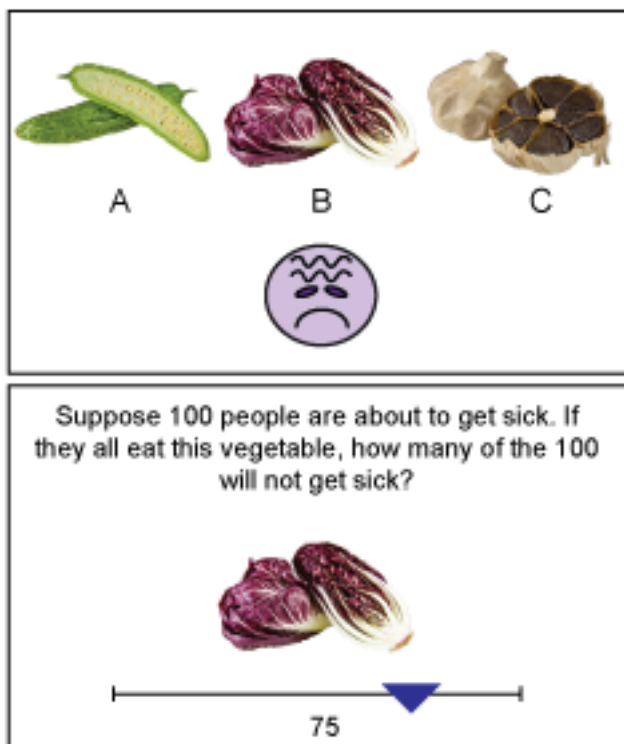 A B C
Suppose 100 people are about to get sick. If
they all eat this vegetable, how many of the 100
will not get sick?
75